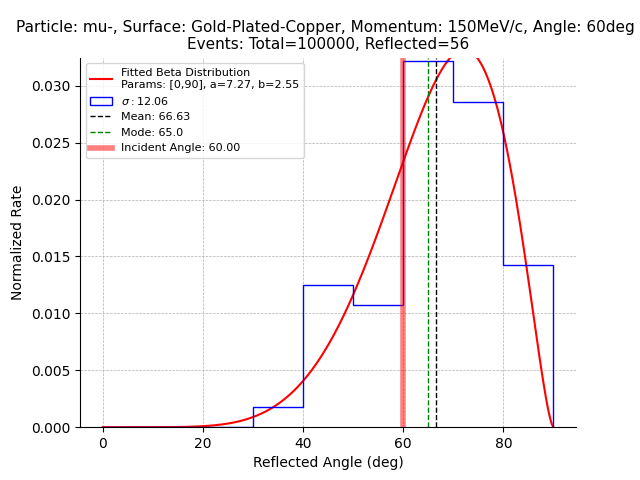 Particle: mu-, Surface: Gold-Plated-Copper, Momentum: 150MeV/c, Angle: 60deg
Events: Total=100000, Reflected=56
Fitted Beta Distribution
Params: [0,90], a=7.27, b=2.55
σ: 12.06
Mean: 66.63
Mode: 65.0
Incident Angle: 60.00
Normalized Rate
0.030
0.025
0.020
0.015
0.010
0.005
0.000
0 20 40 60 80
Reflected Angle (deg)